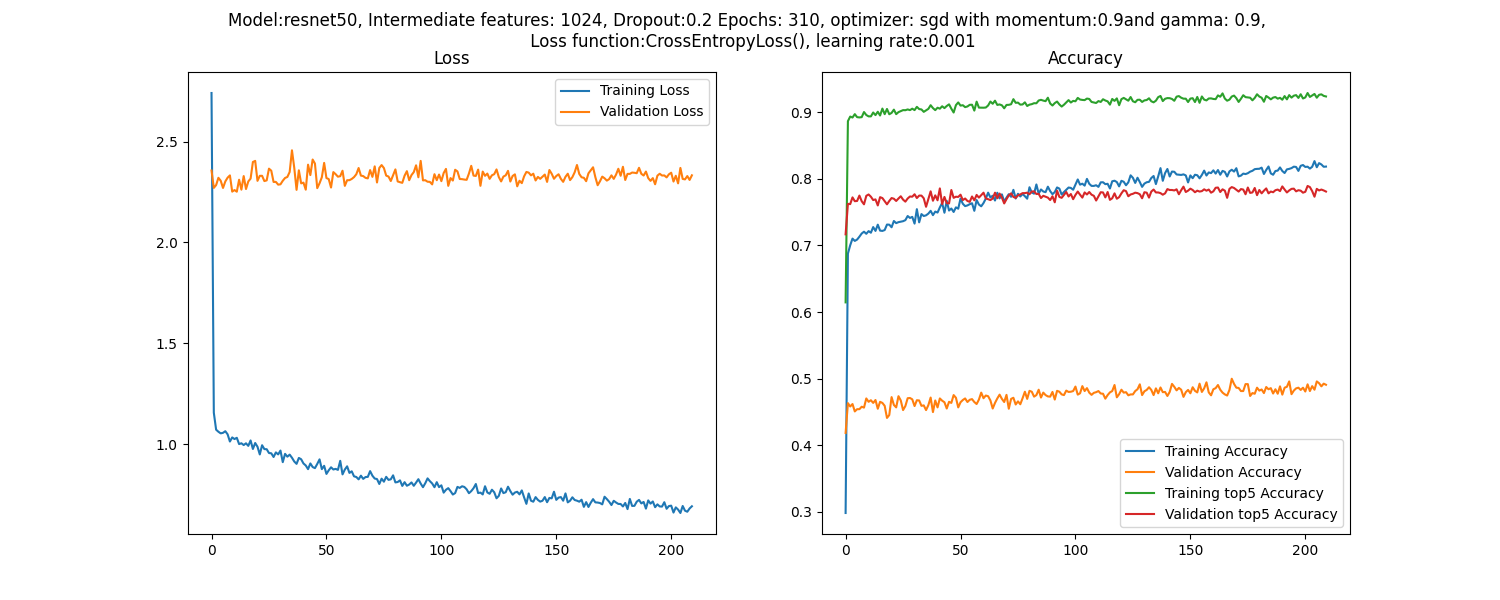 Model:resnet50, Intermediate features: 1024, Dropout:0.2 Epochs: 310, optimizer: sgd with momentum:0.9and gamma: 0.9,
Loss function:CrossEntropyLoss(), learning rate:0.001
Loss
Training Loss
Validation Loss
2.5
2.0
1.5
1.0
0
50
100
150
200
Accuracy
0.9
0.8
0.7
0.6
0.5
0.4
0.3
Training Accuracy
Validation Accuracy
Training top5 Accuracy
Validation top5 Accuracy
0
50
100
150
200